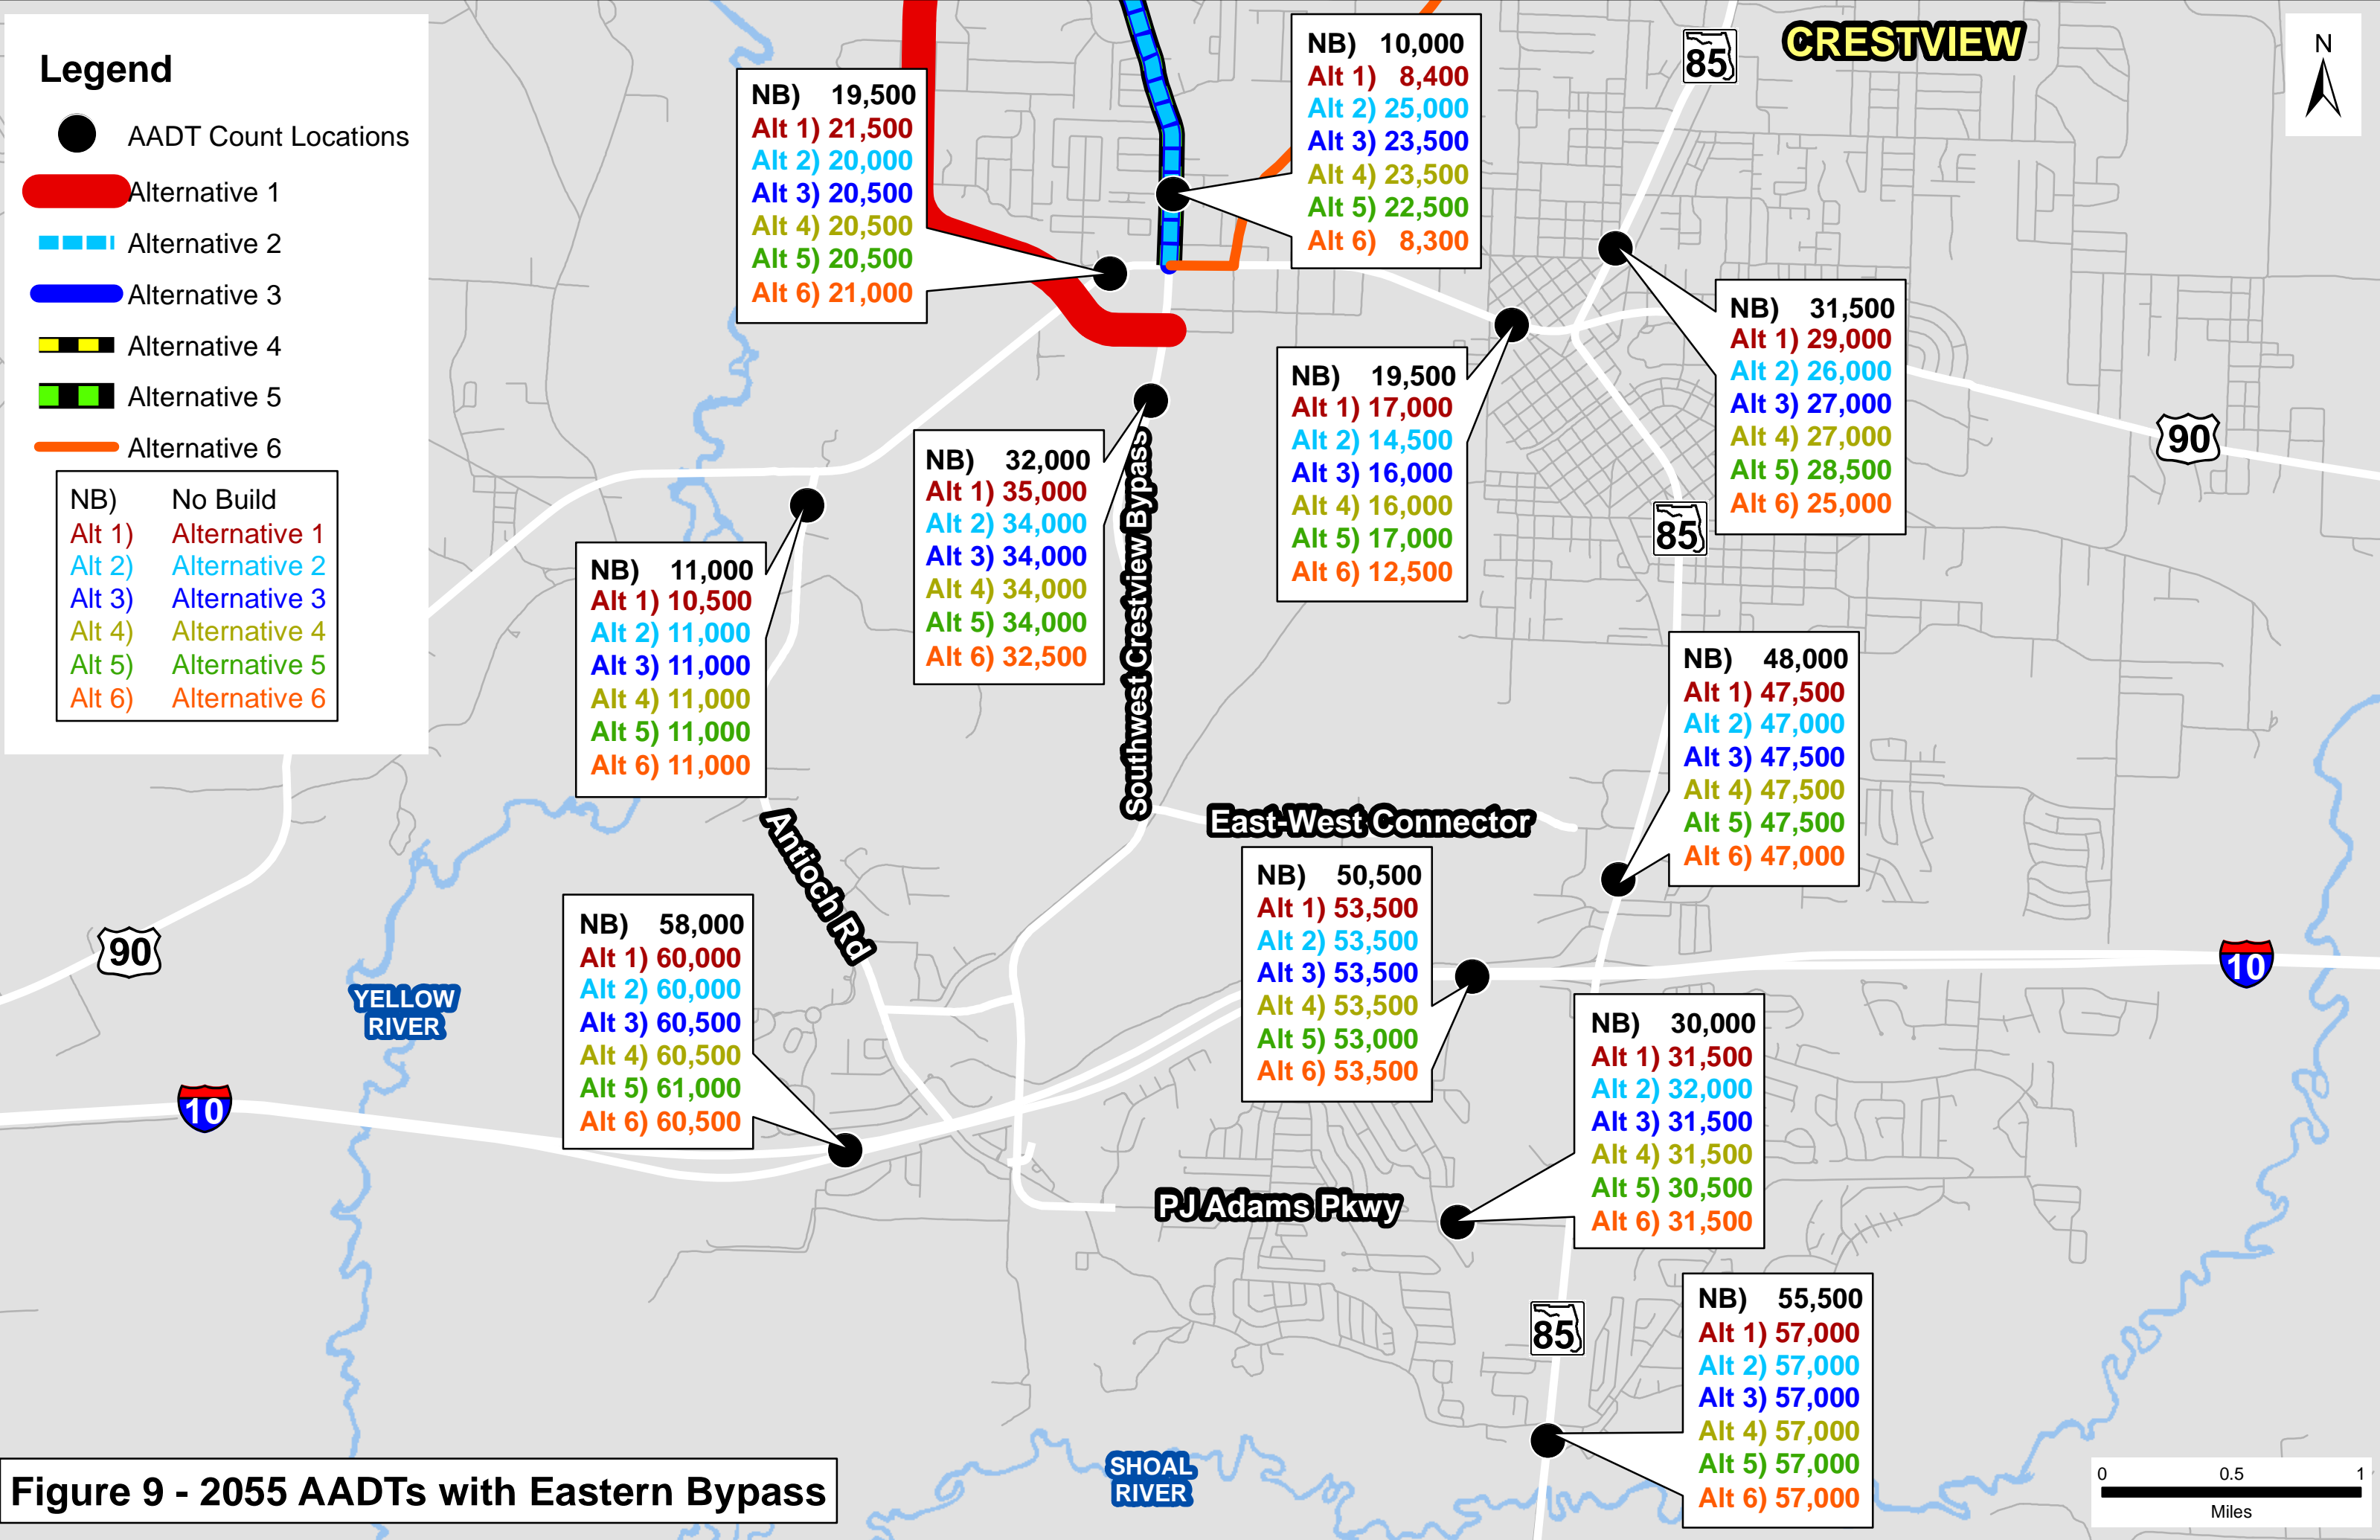 Legend
AADT Count Locations
Alternative 1
Alternative 2
Alternative 3
Alternative 4
Alternative 5
Alternative 6
NB) No Build
Alt 1) Alternative 1
Alt 2) Alternative 2
Alt 3) Alternative 3
Alt 4) Alternative 4
Alt 5) Alternative 5
Alt 6) Alternative 6
NB) 19,500
Alt 1) 21,500
Alt 2) 20,000
Alt 3) 20,500
Alt 4) 20,500
Alt 5) 20,500
Alt 6) 21,000
NB) 10,000
Alt 1) 8,400
Alt 2) 25,000
Alt 3) 23,500
Alt 4) 23,500
Alt 5) 22,500
Alt 6) 8,300
85
CRESTVIEW
N
NB) 31,500
Alt 1) 29,000
Alt 2) 26,000
Alt 3) 27,000
Alt 4) 27,000
Alt 5) 28,500
Alt 6) 25,000
NB) 19,500
Alt 1) 17,000
Alt 2) 14,500
Alt 3) 16,000
Alt 4) 16,000
Alt 5) 17,000
Alt 6) 12,500
90
85
NB) 32,000
Alt 1) 35,000
Alt 2) 34,000
Alt 3) 34,000
Alt 4) 34,000
Alt 5) 34,000
Alt 6) 32,500
Southwest Crestview Bypass
NB) 11,000
Alt 1) 10,500
Alt 2) 11,000
Alt 3) 11,000
Alt 4) 11,000
Alt 5) 11,000
Alt 6) 11,000
NB) 48,000
Alt 1) 47,500
Alt 2) 47,000
Alt 3) 47,500
Alt 4) 47,500
Alt 5) 47,500
Alt 6) 47,000
East-West Connector
Antioch Rd
NB) 50,500
Alt 1) 53,500
Alt 2) 53,500
Alt 3) 53,500
Alt 4) 53,500
Alt 5) 53,000
Alt 6) 53,500
NB) 58,000
Alt 1) 60,000
Alt 2) 60,000
Alt 3) 60,500
Alt 4) 60,500
Alt 5) 61,000
Alt 6) 60,500
90
YELLOW
RIVER
10
10
NB) 30,000
Alt 1) 31,500
Alt 2) 32,000
Alt 3) 31,500
Alt 4) 31,500
Alt 5) 30,500
Alt 6) 31,500
PJ Adams Pkwy
85
NB) 55,500
Alt 1) 57,000
Alt 2) 57,000
Alt 3) 57,000
Alt 4) 57,000
Alt 5) 57,000
Alt 6) 57,000
SHOAL
RIVER
Figure 9 - 2055 AADTs with Eastern Bypass
0 0.5 1
Miles